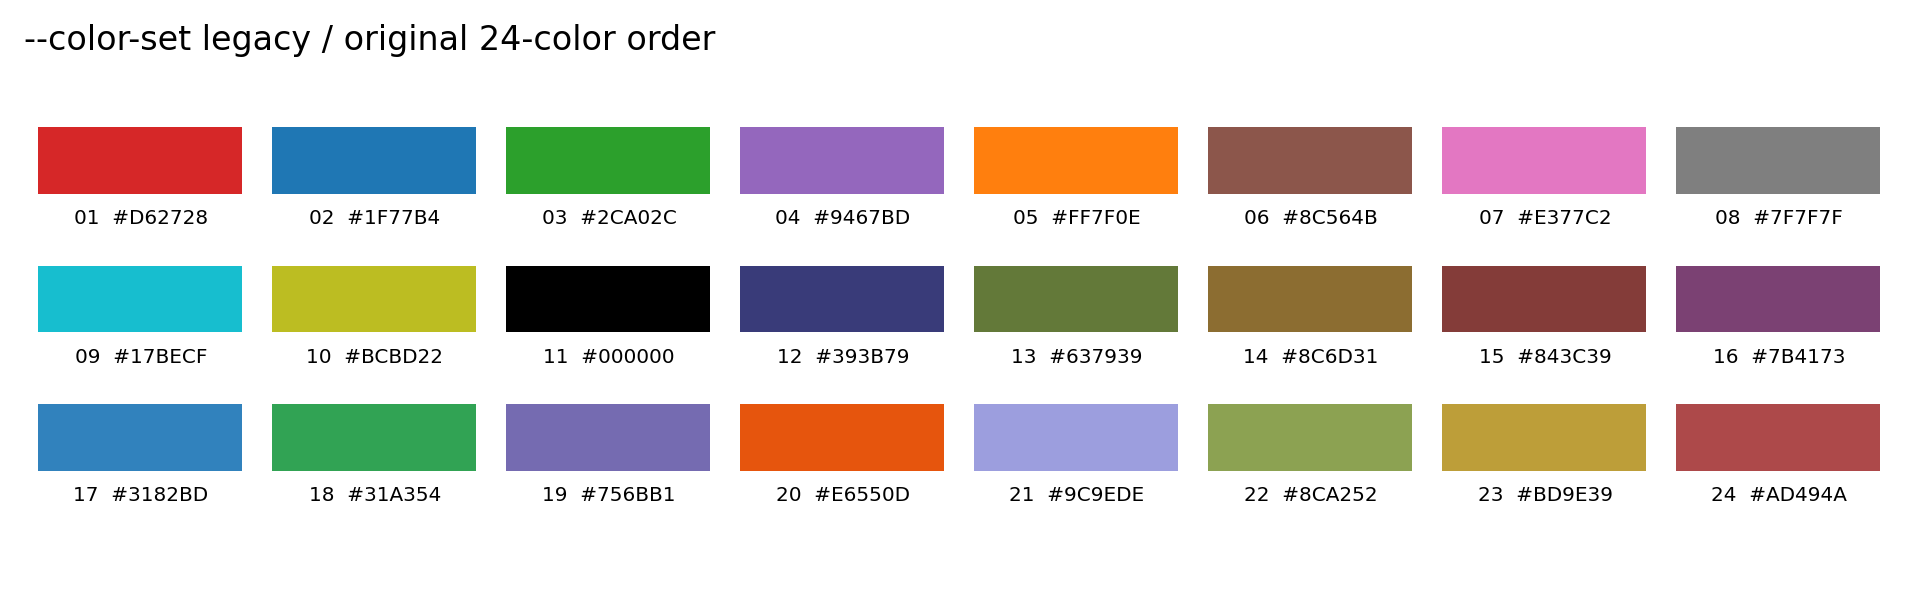 --color-set legacy / original 24-color order
01 #D62728 02 #1F77B4 03 #2CA02C 04 #9467BD 05 #FF7F0E 06 #8C564B 07 #E377C2 08 #7F7F7F
09 #17BECF 10 #BCBD22 11 #000000 12 #393B79 13 #637939 14 #8C6D31 15 #843C39 16 #7B4173
17 #3182BD 18 #31A354 19 #756BB1 20 #E6550D 21 #9C9EDE 22 #8CA252 23 #BD9E39 24 #AD494A